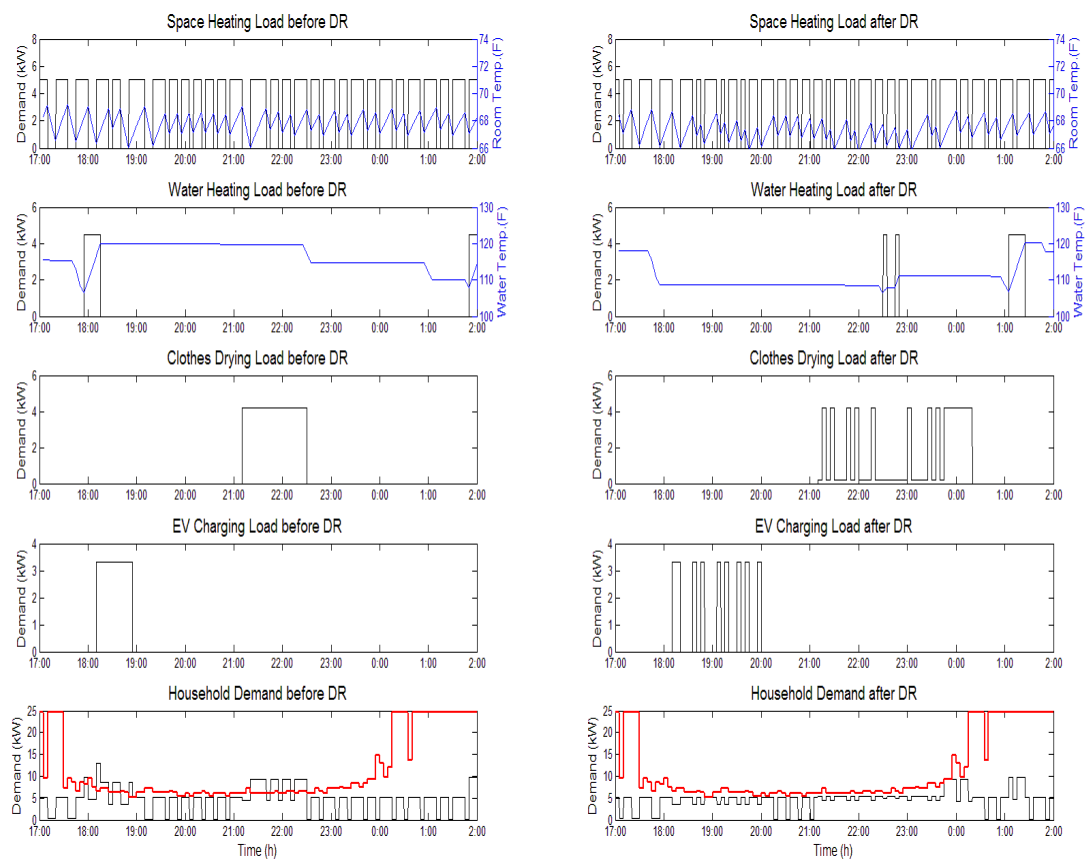 Space Heating Load before DR
Demand (kW)
8
6
4
2
0
74
72
70
68
66
Room Temp.(F)
17:00 18:00 19:00 20:00 21:00 22:00 23:00 0:00 1:00 2:00
Space Heating Load after DR
Demand (kW)
8
6
4
2
0
74
72
70
68
66
Room Temp.(F)
17:00 18:00 19:00 20:00 21:00 22:00 23:00 0:00 1:00 2:00
Water Heating Load before DR
Demand (kW)
6
4
2
0
130
120
110
100
Water Temp.(F)
17:00 18:00 19:00 20:00 21:00 22:00 23:00 0:00 1:00 2:00
Water Heating Load after DR
Demand (kW)
6
4
2
0
130
120
110
100
Water Temp.(F)
17:00 18:00 19:00 20:00 21:00 22:00 23:00 0:00 1:00 2:00
Clothes Drying Load before DR
Demand (kW)
6
4
2
0
17:00 18:00 19:00 20:00 21:00 22:00 23:00 0:00 1:00 2:00
Clothes Drying Load after DR
Demand (kW)
6
4
2
0
17:00 18:00 19:00 20:00 21:00 22:00 23:00 0:00 1:00 2:00
EV Charging Load before DR
Demand (kW)
4
3
2
1
0
17:00 18:00 19:00 20:00 21:00 22:00 23:00 0:00 1:00 2:00
EV Charging Load after DR
Demand (kW)
4
3
2
1
0
17:00 18:00 19:00 20:00 21:00 22:00 23:00 0:00 1:00 2:00
Household Demand before DR
Demand (kW)
25
20
15
10
5
0
17:00 18:00 19:00 20:00 21:00 22:00 23:00 0:00 1:00 2:00
Time (h)
Household Demand after DR
Demand (kW)
25
20
15
10
5
0
17:00 18:00 19:00 20:00 21:00 22:00 23:00 0:00 1:00 2:00
Time (h)